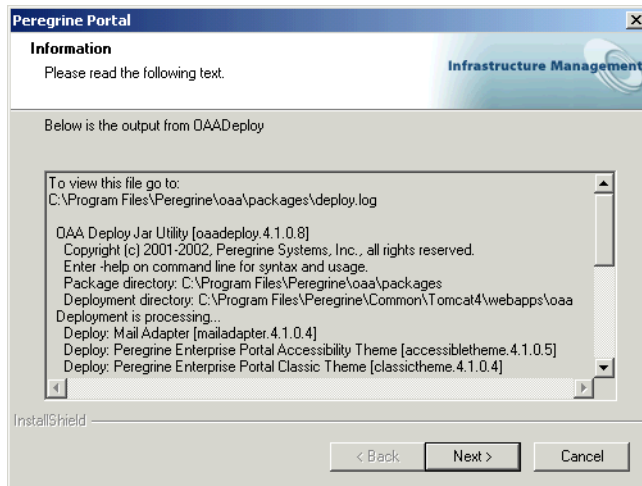 Peregrine Portal
Information
Please read the following text.
Infrastructure Management
Below is the output from OAADeploy
To view this file go to:
C:\Program Files\Peregrine\oaa\packages\deploy.log
OAA Deploy Jar Utility [oaadeploy.4.1.0.8]
Copyright (c) 2001-2002, Peregrine Systems, Inc., all rights reserved.
Enter -help on command line for syntax and usage.
Package directory: C:\Program Files\Peregrine\oaa\packages
Deployment directory: C:\Program Files\Peregrine\Common\Tomcat4\webapps\oaa
Deployment is processing...
Deploy: Mail Adapter [mailadapter.4.1.0.4]
Deploy: Peregrine Enterprise Portal Accessibility Theme [accessibletheme.4.1.0.5]
Deploy: Peregrine Enterprise Portal Classic Theme [classictheme.4.1.0.4]
InstallShield
< Back
Next >
Cancel